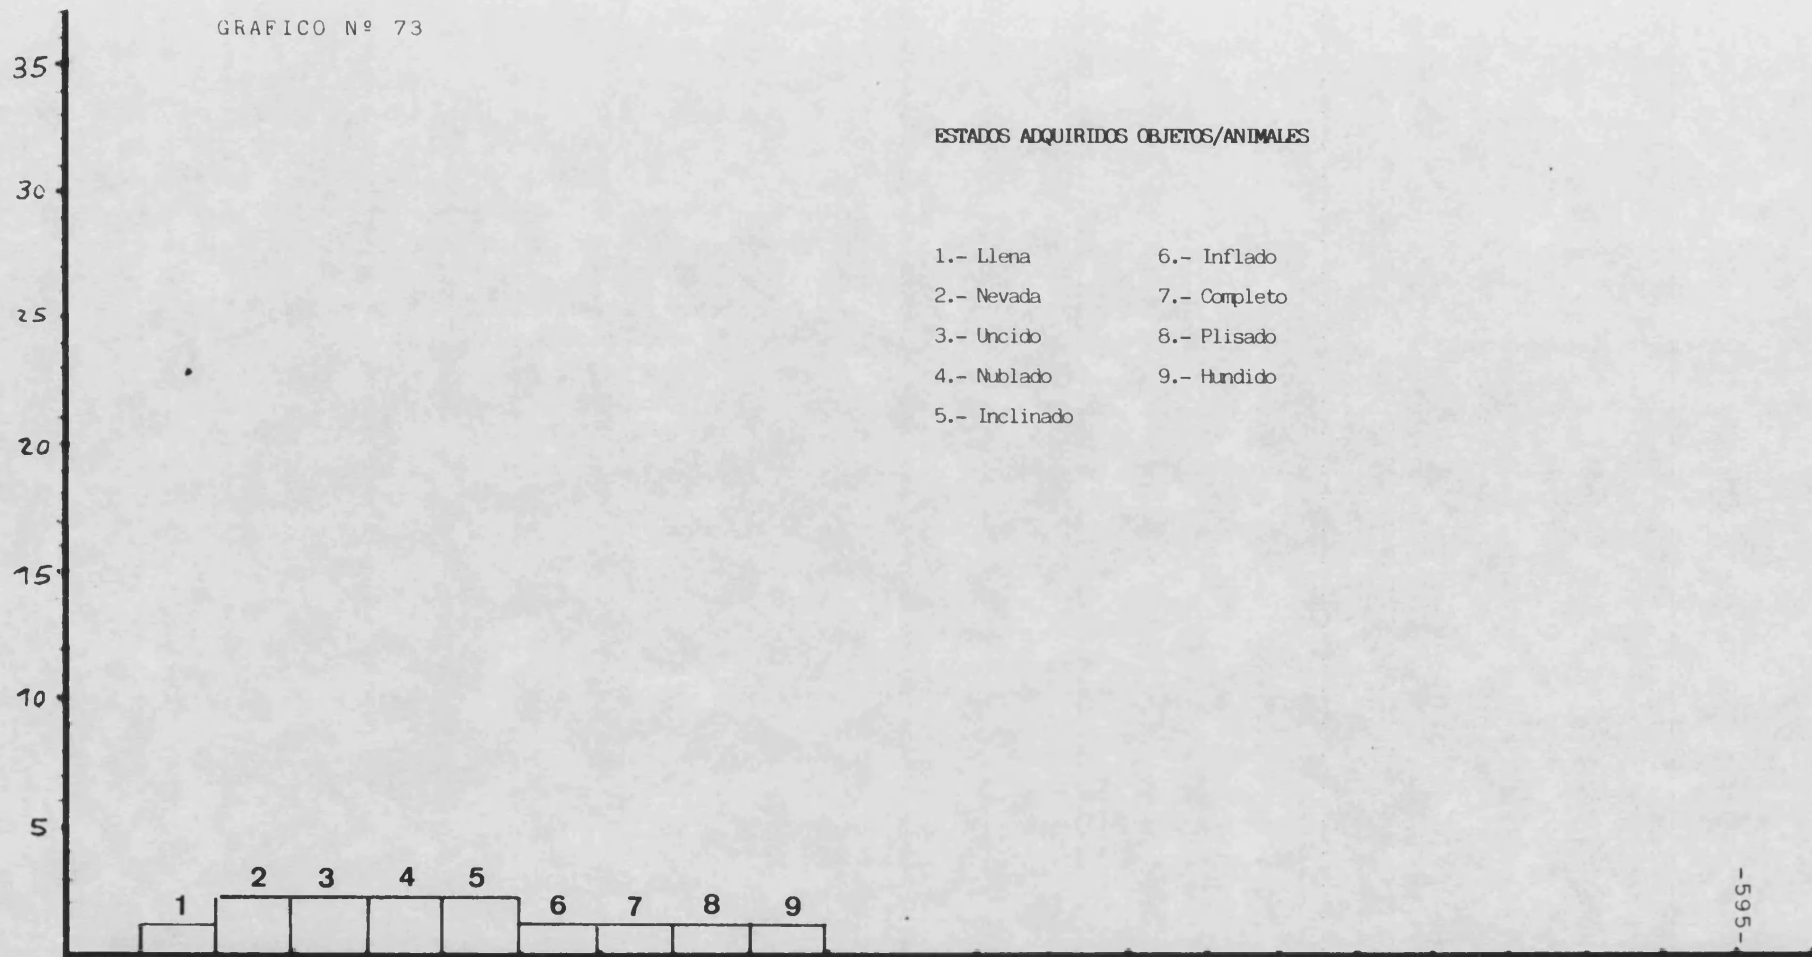 GRAFICO Nº 73
ESTADOS ADQUIRIDOS OBJETOS/ANIMALES
1.- Llena 6.- Inflado
2.- Nevada 7.- Completo
3.- Uncido 8.- Plisado
4.- Nublado 9.- Hundido
5.- Inclinado
35
30
25
20
15
10
5
1 2 3 4 5 6 7 8 9
-595-